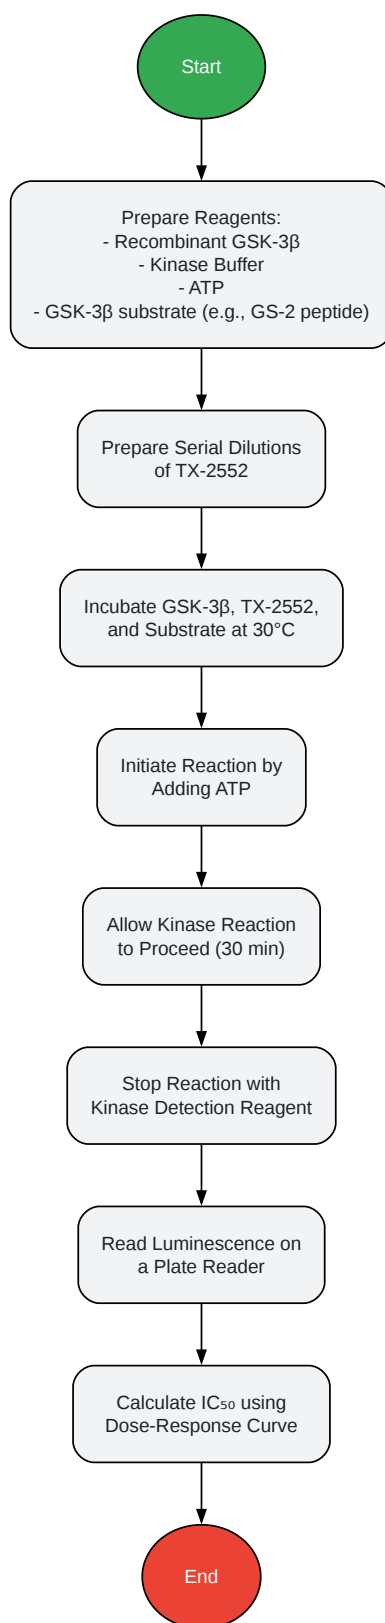 Start
Prepare Reagents:
- Recombinant GSK-3β
- Kinase Buffer
- ATP
- GSK-3β substrate (e.g., GS-2 peptide)
Prepare Serial Dilutions
of TX-2552
Incubate GSK-3β, TX-2552,
and Substrate at 30°C
Initiate Reaction by
Adding ATP
Allow Kinase Reaction
to Proceed (30 min)
Stop Reaction with
Kinase Detection Reagent
Read Luminescence on
a Plate Reader
Calculate IC₅₀ using
Dose-Response Curve
End